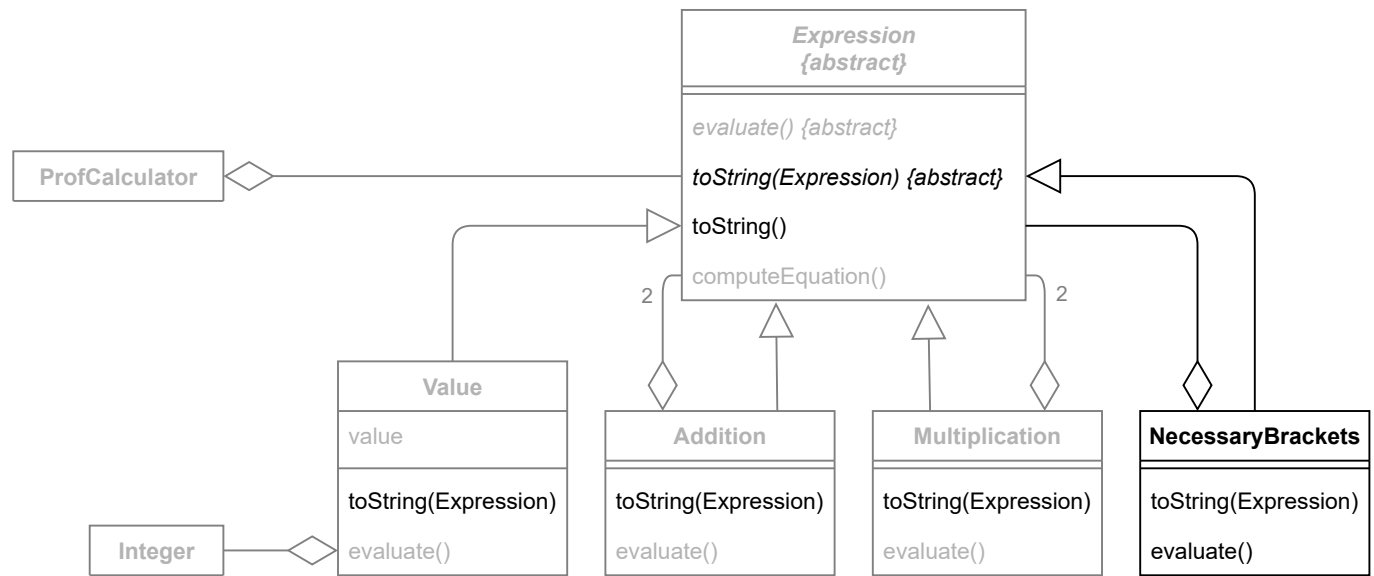 Expression
{abstract}
evaluate() {abstract}
ProfCalculator
toString(Expression) {abstract}
toString()
computeEquation()
2
2
Value
value
toString(Expression)
evaluate()
Integer
Addition
toString(Expression)
evaluate()
Multiplication
toString(Expression)
evaluate()
NecessaryBrackets
toString(Expression)
evaluate()